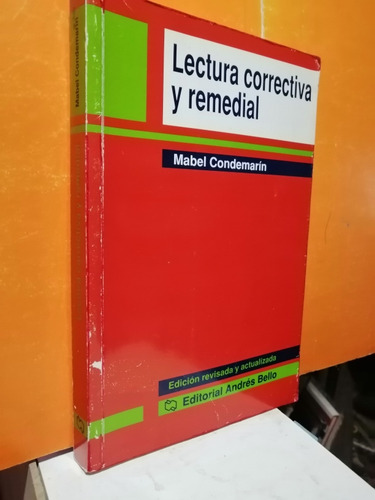 Lectura correctiva
y remedial
Mabel Condemarín
Edición revisada y actualizada
Editorial Andrés Bello
Mabel Condemarín